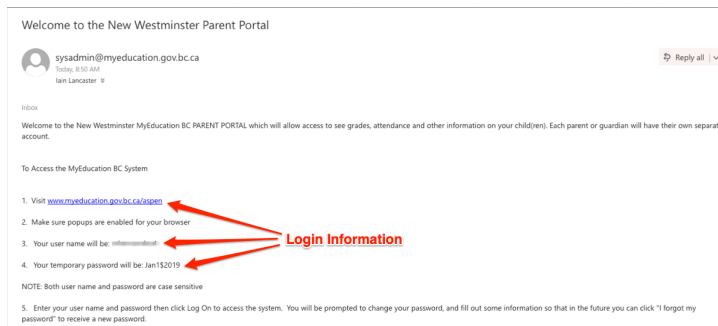 Welcome to the New Westminster Parent Portal
sysadmin@myeducation.gov.bc.ca
Today, 8:50 AM
Iain Lancaster
Reply all
Inbox
Welcome to the New Westminster MyEducation BC PARENT PORTAL which will allow access to see grades, attendance and other information on your child(ren). Each parent or guardian will have their own separat
account.
To Access the MyEducation BC System
1. Visit www.myeducation.gov.bc.ca/aspen
2. Make sure popups are enabled for your browser
3. Your user name will be:
Login Information
4. Your temporary password will be: Jan1$2019
NOTE: Both user name and password are case sensitive
5. Enter your user name and password then click Log On to access the system. You will be prompted to change your password, and fill out some information so that in the future you can click "I forgot my
password" to receive a new password.